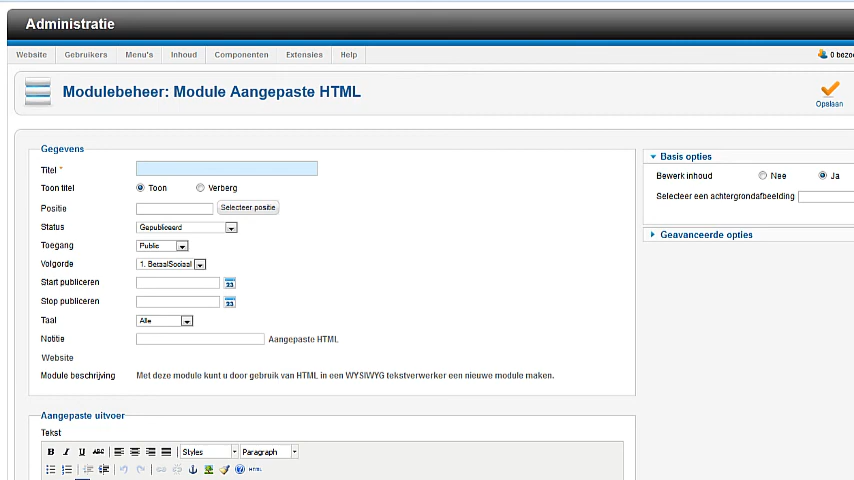 Administratie
Website Gebruikers Menu's Inhoud Componenten Extensies Help 0 bezo
Modulebeheer: Module Aangepaste HTML
Opslaan
Gegevens
Titel *
Toon titel Toon Verberg
Positie Selecteer positie
Status Gepubliceerd
Toegang Public
Volgorde 1. BetaalSociaal
Start publiceren 23
Stop publiceren 23
Taal Alle
Notitie Aangepaste HTML
Website
Module beschrijving Met deze module kunt u door gebruik van HTML in een WYSIWYG tekstverwerker een nieuwe module maken.
Basis opties
Bewerk inhoud Nee Ja
Selecteer een achtergrondafbeelding
Geavanceerde opties
Aangepaste uitvoer
Tekst
B I U ABC Styles Paragraph
HTML